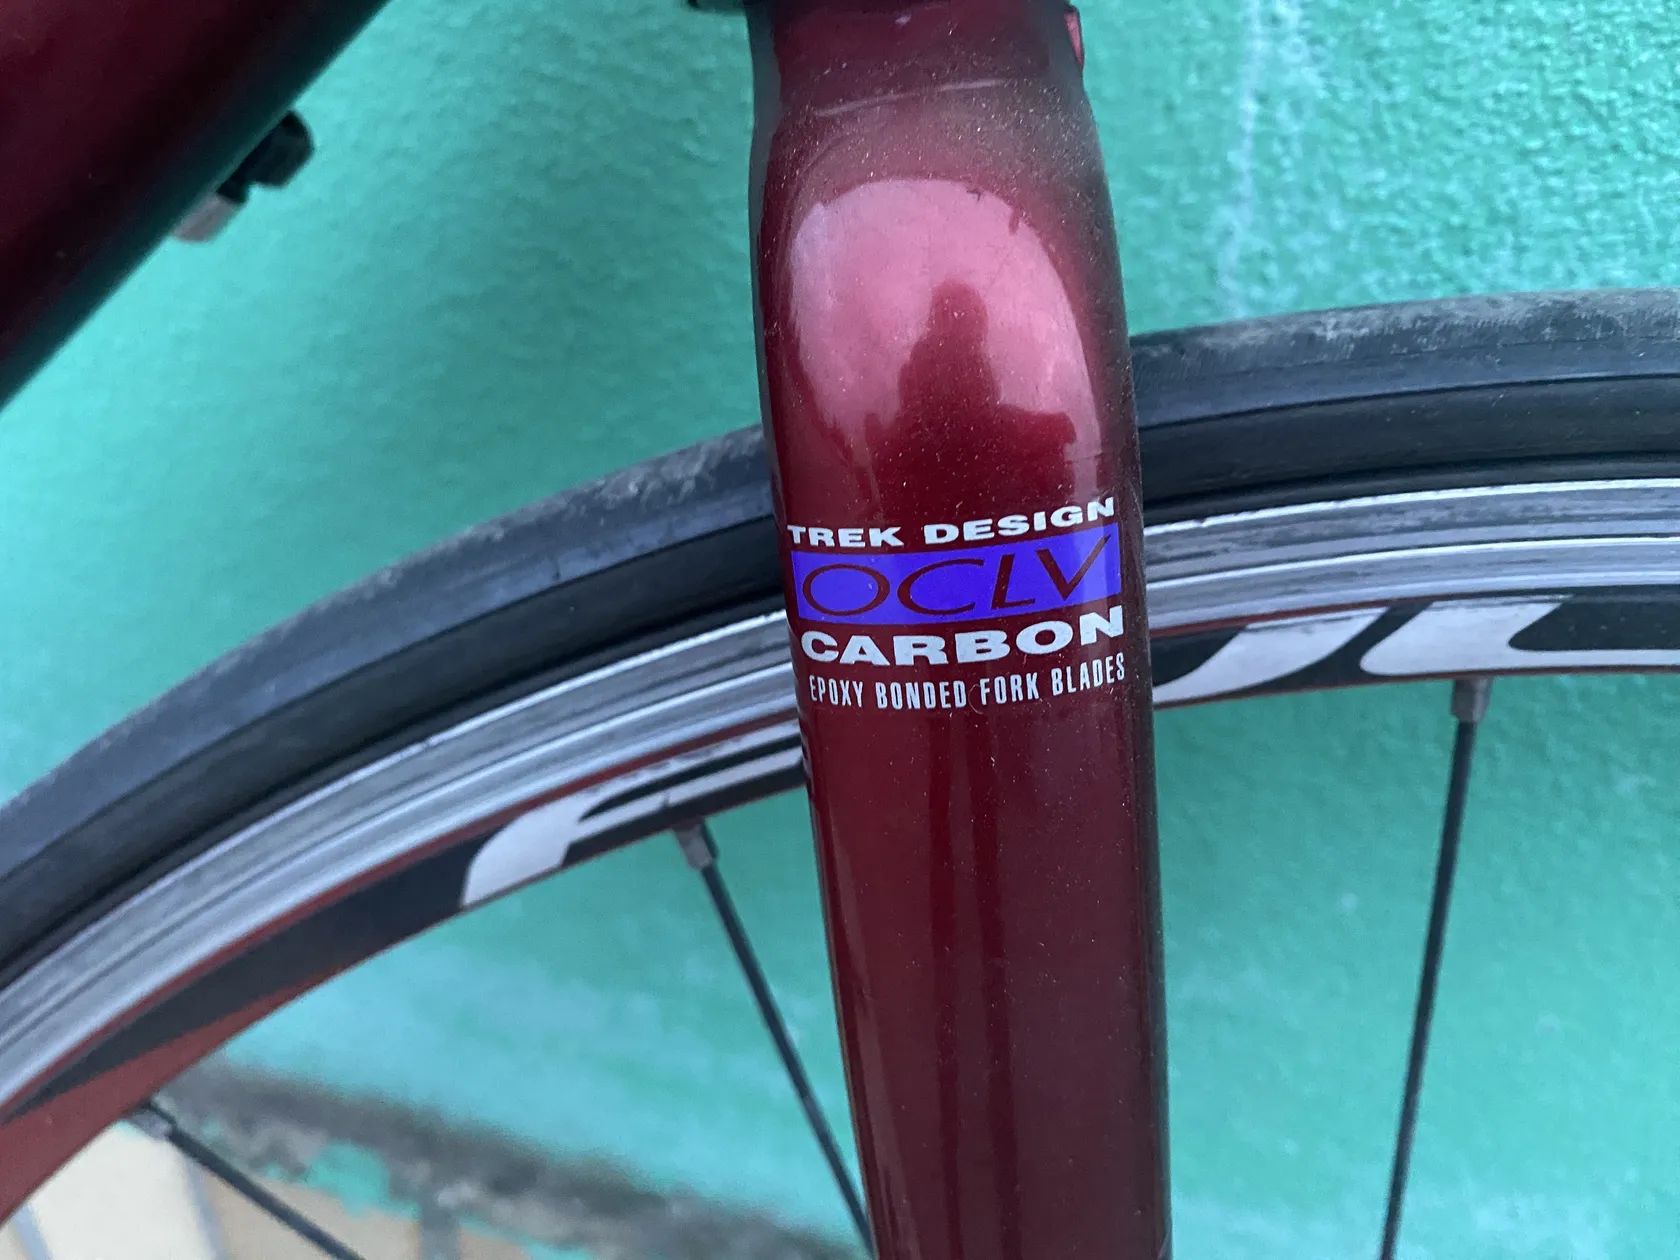 TREK DESIGN
OCLV
CARBON
EPOXY BONDED FORK BLADES